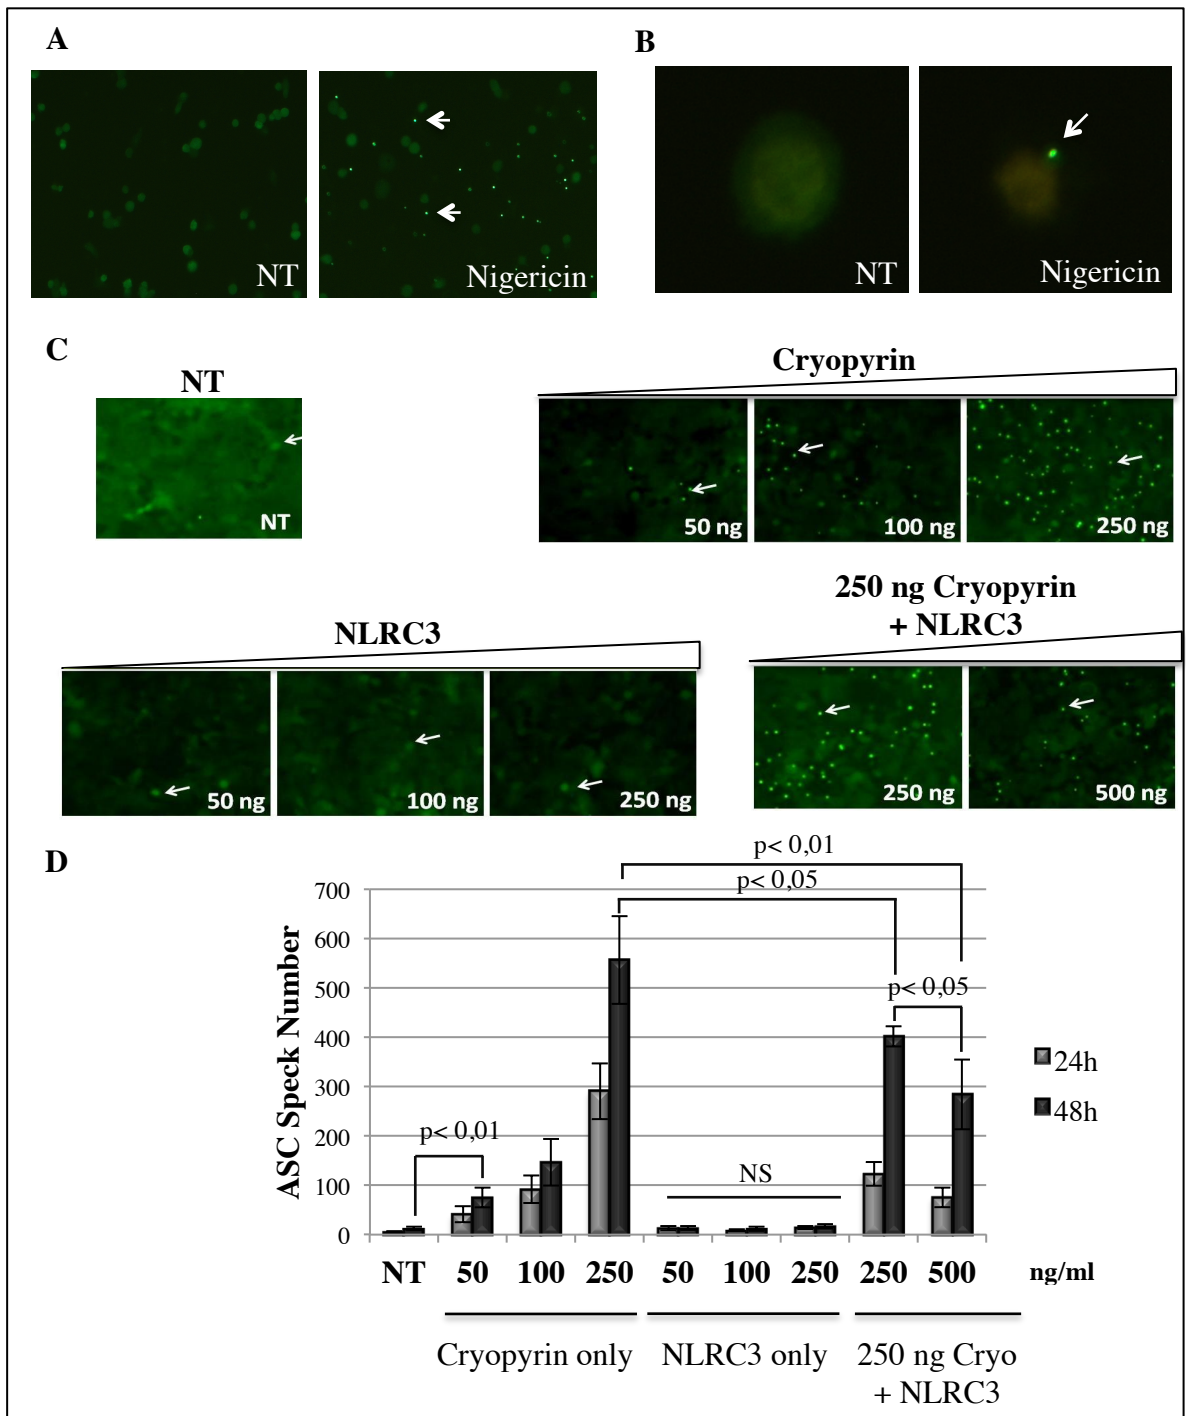 A
B
NT
Nigericin
NT
Nigericin
C
NT
NT
Cryopyrin
50 ng
100 ng
250 ng
NLRC3
50 ng
100 ng
250 ng
250 ng Cryopyrin
+ NLRC3
250 ng
500 ng
D
p< 0,01
p< 0,05
p< 0,05
p< 0,01
NS
ASC Speck Number
700
600
500
400
300
200
100
0
24h
48h
NT 50 100 250 50 100 250 250 500 ng/ml
Cryopyrin only NLRC3 only 250 ng Cryo
+ NLRC3